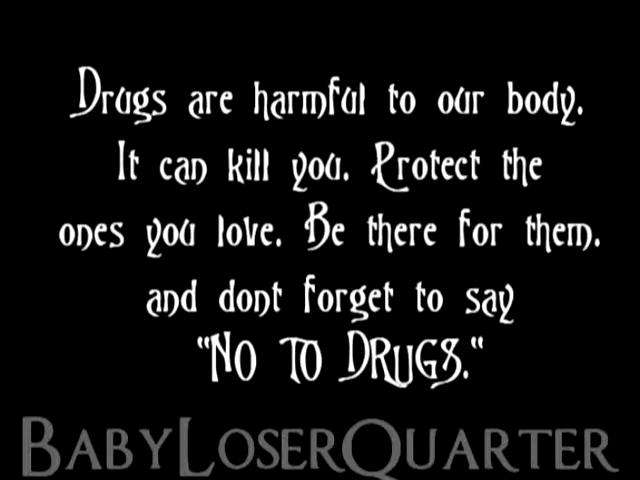 Drugs are harmful to our body.
It can kill you. Protect the
ones you love. Be there for them.
and dont forget to say
"NO TO DRUGS."
BABYLOSERQUARTER